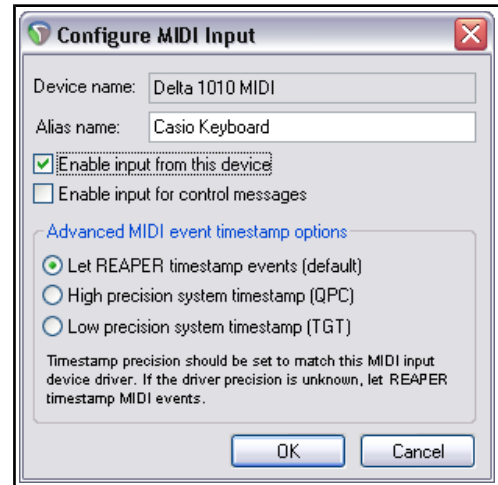 Configure MIDI Input
Device name: Delta 1010 MIDI
Alias name: Casio Keyboard
Enable input from this device
Enable input for control messages
Advanced MIDI event timestamp options
Let REAPER timestamp events (default)
High precision system timestamp (QPC)
Low precision system timestamp (TGT)
Timestamp precision should be set to match this MIDI input
device driver. If the driver precision is unknown, let REAPER
timestamp MIDI events.
OK Cancel